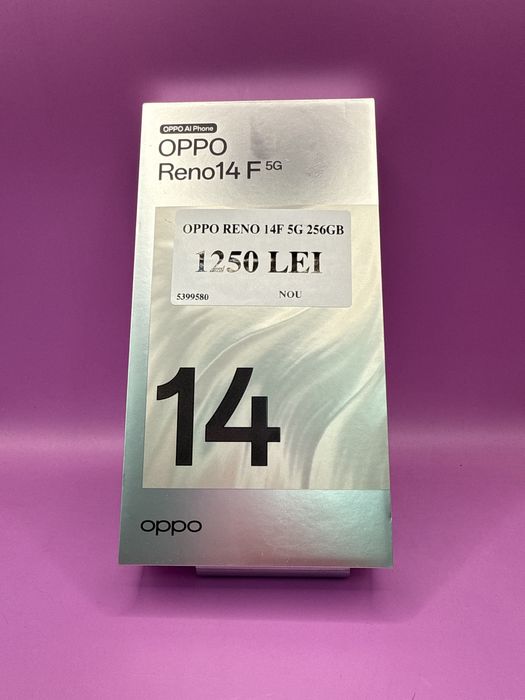 OPPO AI Phone
OPPO
Reno14 F 5G
OPPO RENO 14F 5G 256GB
1250 LEI
5399580 NOU
14
oppo